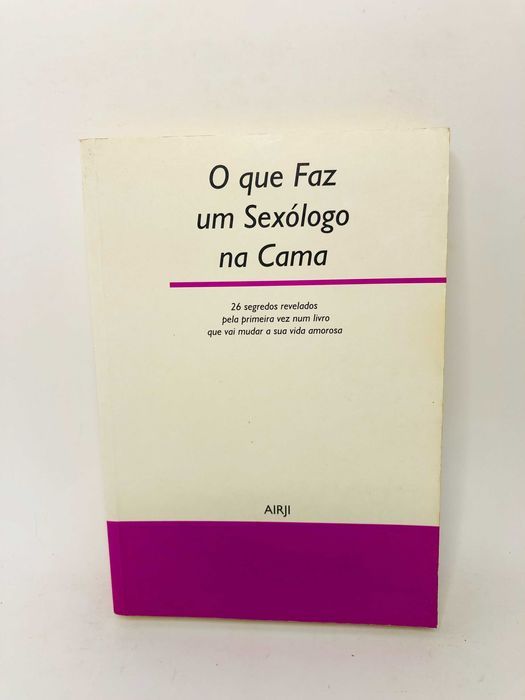 O que Faz
um Sexólogo
na Cama
26 segredos revelados
pela primeira vez num livro
que vai mudar a sua vida amorosa
AIRJI